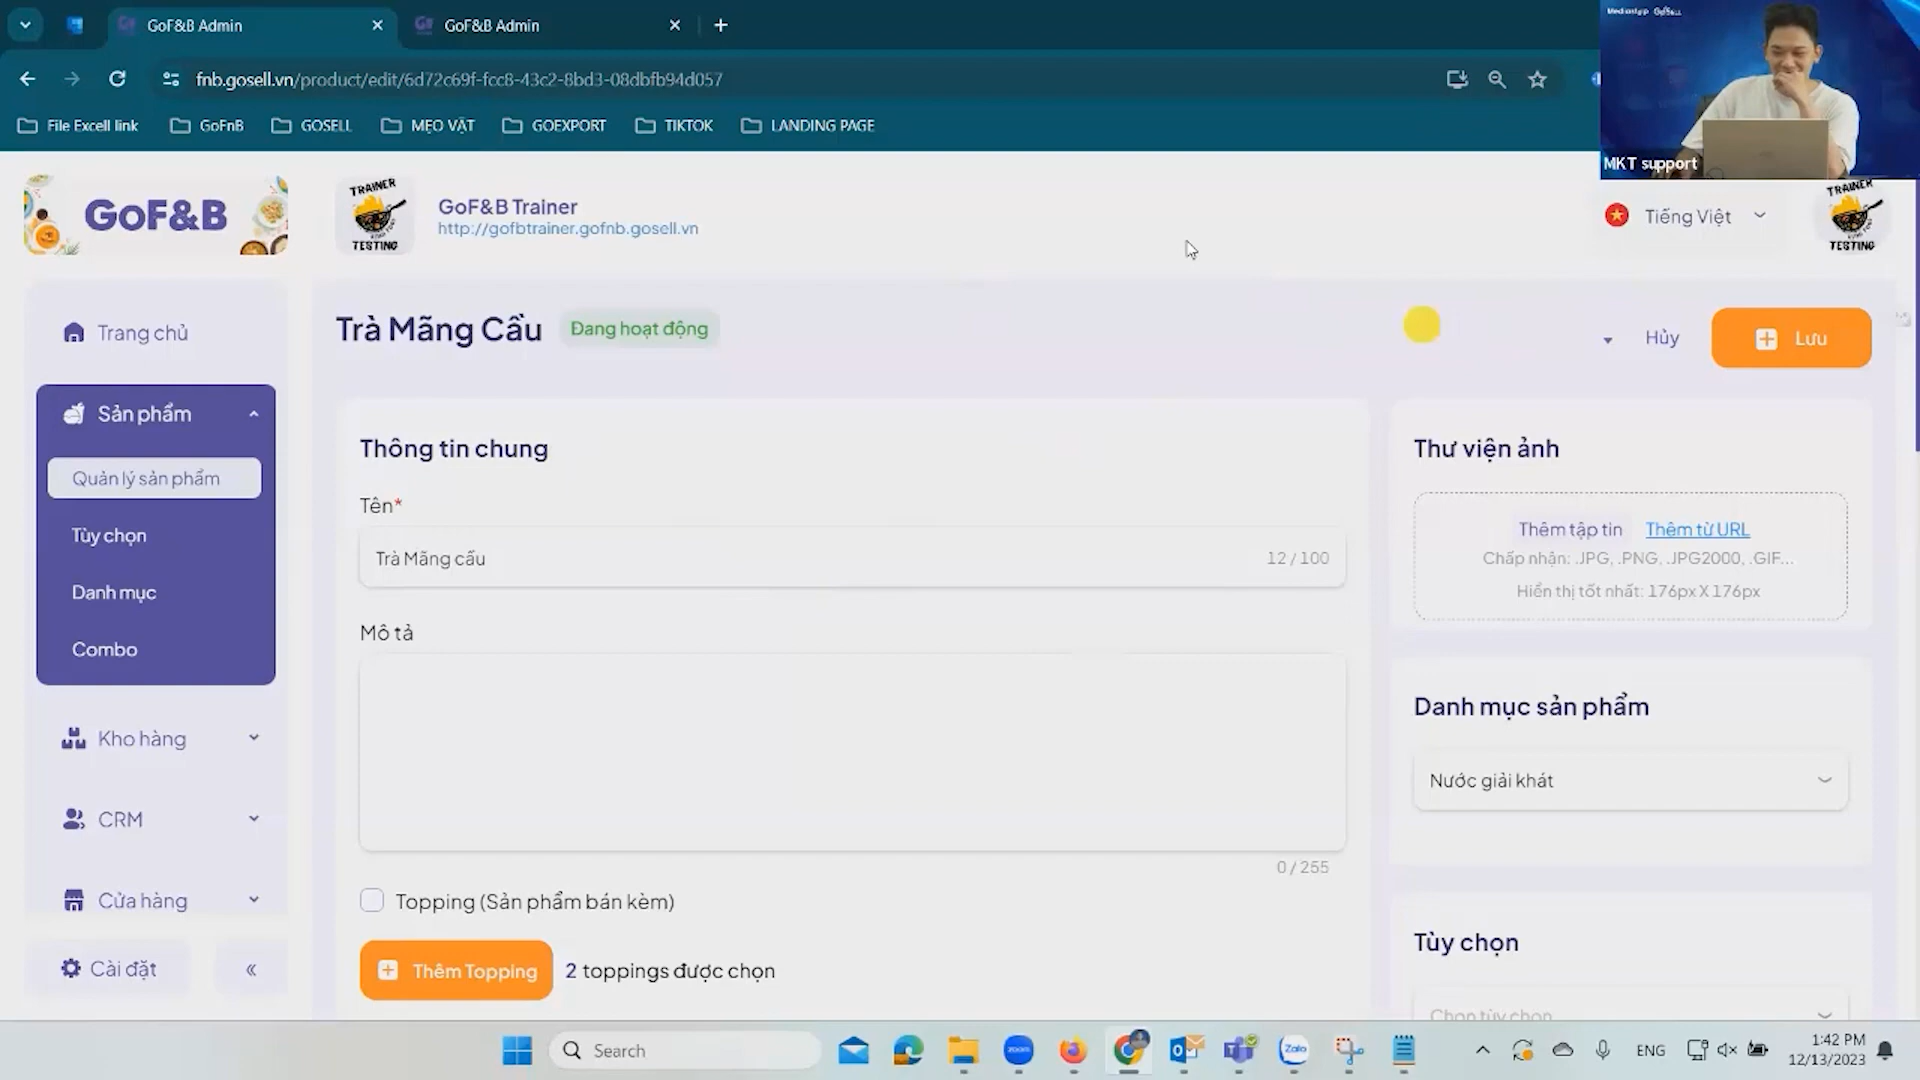 GoF&B Admin
GoF&B Admin
fnb.gosell.vn/product/edit/6d72c69f-fcc8-43c2-8bd3-08dbfb94d057
File Excell link
GoFnB
GOSELL
MẸO VẶT
GOEXPORT
TIKTOK
LANDING PAGE
GoSELL
MKT support
GoF&B
TRAINER
TESTING
GoF&B Trainer
http://gofbtrainer.gofnb.gosell.vn
Tiếng Việt
TRAINER
TESTING
Trang chủ
Sản phẩm
Quản lý sản phẩm
Tùy chọn
Danh mục
Combo
Kho hàng
CRM
Cửa hàng
Cài đặt
Trà Mãng Cầu
Đang hoạt động
Hủy
Lưu
Thông tin chung
Tên*
Trà Mãng cầu
12 / 100
Mô tả
0 / 255
Topping (Sản phẩm bán kèm)
Thêm Topping
2 toppings được chọn
Thư viện ảnh
Thêm tập tin Thêm từ URL
Chấp nhận: .JPG, .PNG, .JPG2000, .GIF...
Hiển thị tốt nhất: 176px X 176px
Danh mục sản phẩm
Nước giải khát
Tùy chọn
Chọn tùy chọn
Search
zoom
Zalo
ENG
1:42 PM
12/13/2023